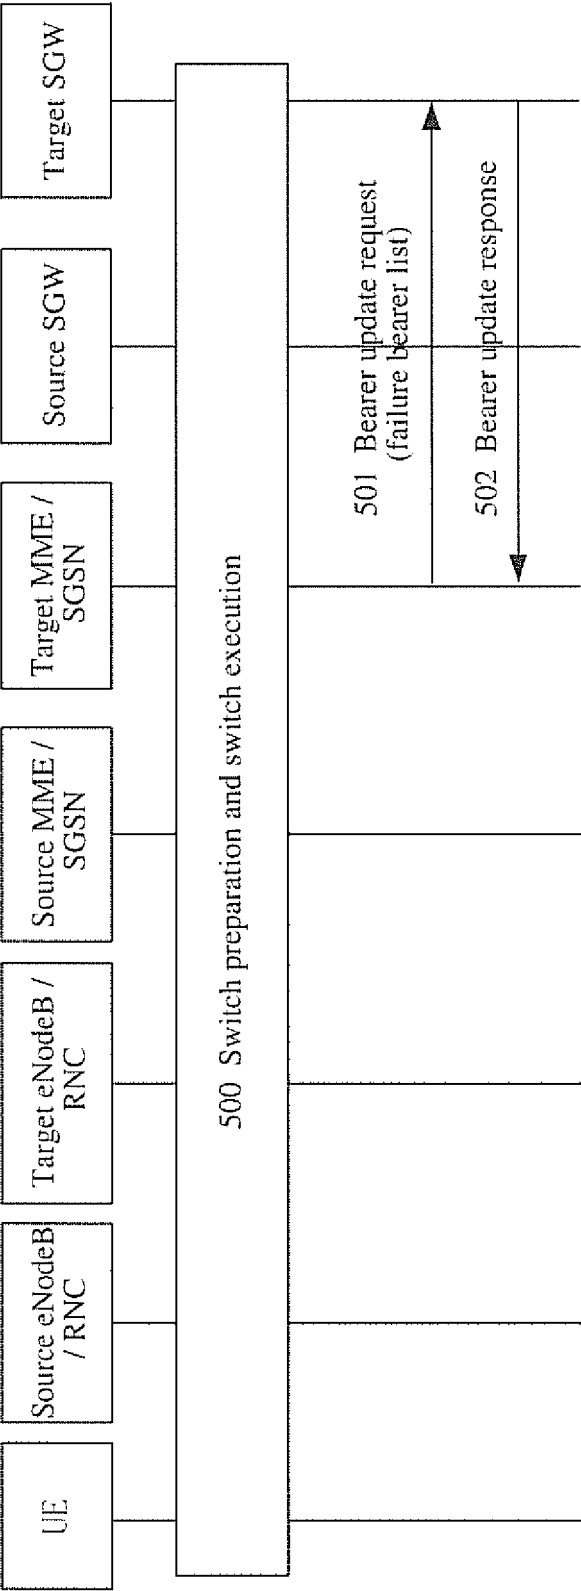 UE
Source eNodeB
/ RNC
Target eNodeB /
RNC
Source MME /
SGSN
Target MME /
SGSN
Source SGW
Target SGW
500 Switch preparation and switch execution
501 Bearer update request
(failure bearer list)
502 Bearer update response